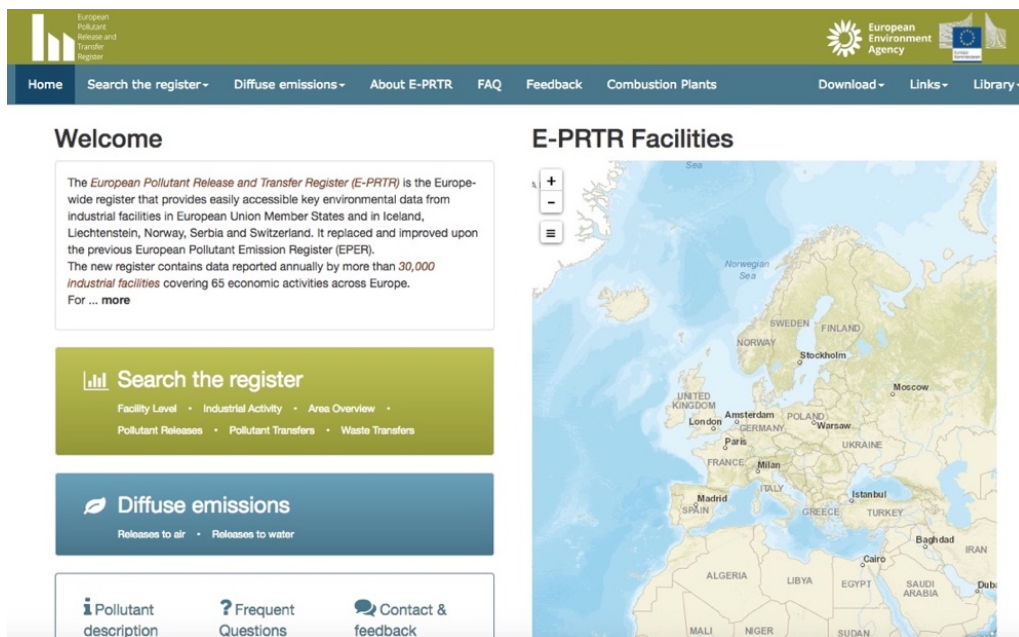 European
Pollutant
Release and
Transfer
Register
European
Environment
Agency
Home
Search the register
Diffuse emissions
About E-PRTR
FAQ
Feedback
Combustion Plants
Download
Links
Library
Welcome
The European Pollutant Release and Transfer Register (E-PRTR) is the Europe-
wide register that provides easily accessible key environmental data from
industrial facilities in European Union Member States and in Iceland,
Liechtenstein, Norway, Serbia and Switzerland. It replaced and improved upon
the previous European Pollutant Emission Register (EPER).
The new register contains data reported annually by more than 30,000
industrial facilities covering 65 economic activities across Europe.
For ... more
Search the register
Facility Level • Industrial Activity • Area Overview •
Pollutant Releases • Pollutant Transfers • Waste Transfers
Diffuse emissions
Releases to air • Releases to water
Pollutant
description
? Frequent
Questions
Contact &
feedback
E-PRTR Facilities
+
-
Sea
Norwegian
Sea
SWEDEN
FINLAND
NORWAY
Stockholm
Moscow
UNITED
KINGDOM
Amsterdam
London
POLAND
GERMANY
Warsaw
Paris
UKRAINE
FRANCE
Milan
ITALY
Istanbul
Madrid
SPAIN
GREECE
TURKEY
Baghdad
IRAN
Cairo
ALGERIA
LIBYA
EGYPT
SAUDI
ARABIA
Dub
MALI
NIGER
SUDAN